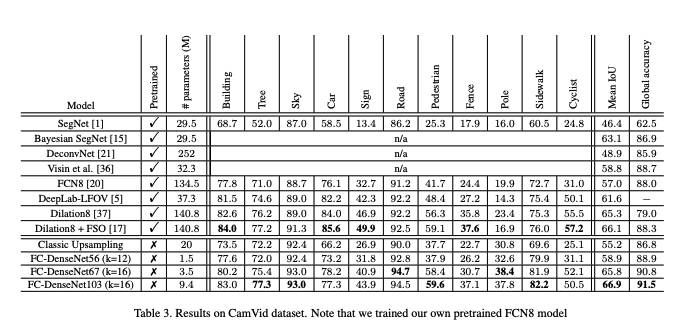 Model Pretrained # parameters (M) Building Tree Sky Car Sign Road Pedestrian Fence Pole Sidewalk Cyclist Mean IoU Global accuracy
SegNet [1] ✓ 29.5 68.7 52.0 87.0 58.5 13.4 86.2 25.3 17.9 16.0 60.5 24.8 46.4 62.5
Bayesian SegNet [15] ✓ 29.5 n/a 63.1 86.9
DeconvNet [21] ✓ 252 n/a 48.9 85.9
Visin et al. [36] ✓ 32.3 n/a 58.8 88.7
FCN8 [20] ✓ 134.5 77.8 71.0 88.7 76.1 32.7 91.2 41.7 24.4 19.9 72.7 31.0 57.0 88.0
DeepLab-LFOV [5] ✓ 37.3 81.5 74.6 89.0 82.2 42.3 92.2 48.4 27.2 14.3 75.4 50.1 61.6 –
Dilation8 [37] ✓ 140.8 82.6 76.2 89.0 84.0 46.9 92.2 56.3 35.8 23.4 75.3 55.5 65.3 79.0
Dilation8 + FSO [17] ✓ 140.8 84.0 77.2 91.3 85.6 49.9 92.5 59.1 37.6 16.9 76.0 57.2 66.1 88.3
Classic Upsampling ✗ 20 73.5 72.2 92.4 66.2 26.9 90.0 37.7 22.7 30.8 69.6 25.1 55.2 86.8
FC-DenseNet56 (k=12) ✗ 1.5 77.6 72.0 92.4 73.2 31.8 92.8 37.9 26.2 32.6 79.9 31.1 58.9 88.9
FC-DenseNet67 (k=16) ✗ 3.5 80.2 75.4 93.0 78.2 40.9 94.7 58.4 30.7 38.4 81.9 52.1 65.8 90.8
FC-DenseNet103 (k=16) ✗ 9.4 83.0 77.3 93.0 77.3 43.9 94.5 59.6 37.1 37.8 82.2 50.5 66.9 91.5
Table 3. Results on CamVid dataset. Note that we trained our own pretrained FCN8 model